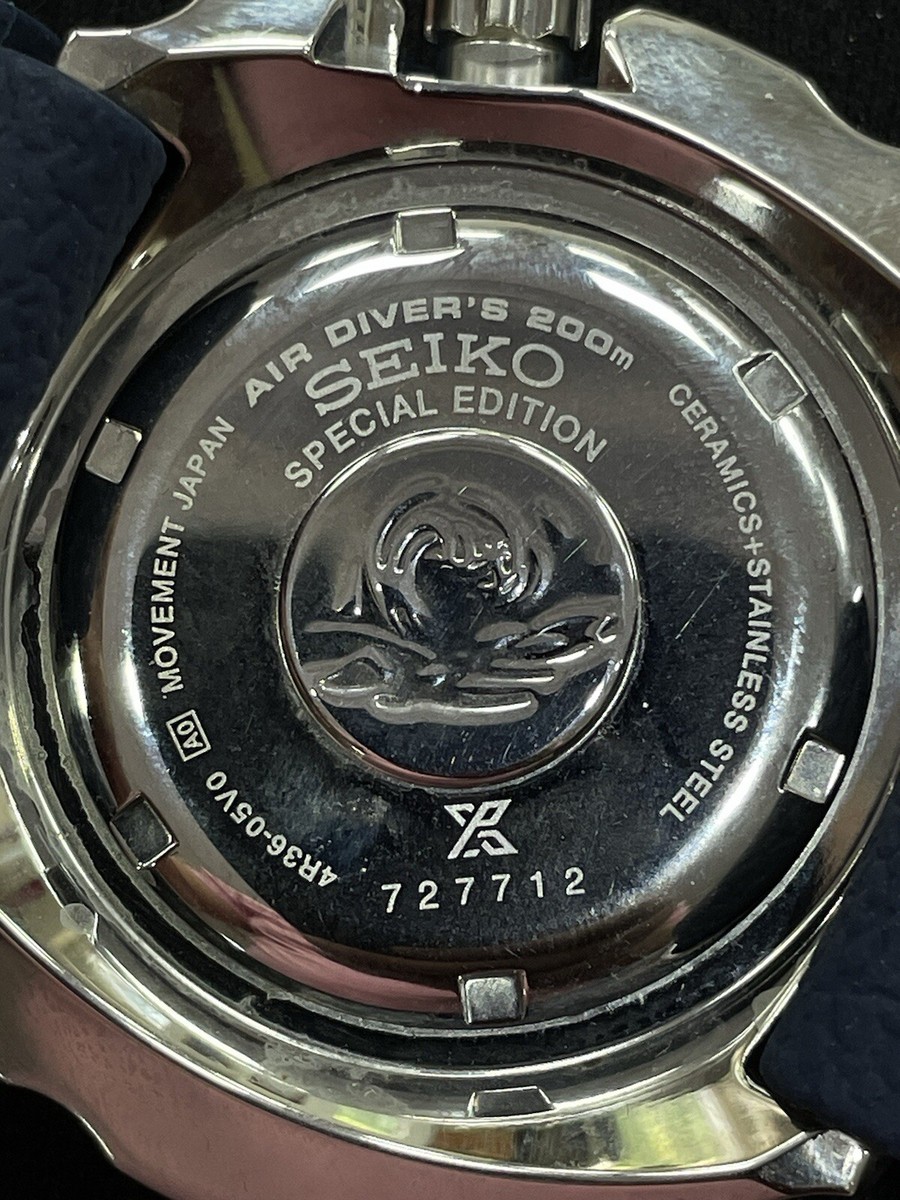 AIR DIVER'S 200m
SEIKO
SPECIAL EDITION
CERAMICS+STAINLESS STEEL
727712
4R36-05V0 A0 MOVEMENT JAPAN